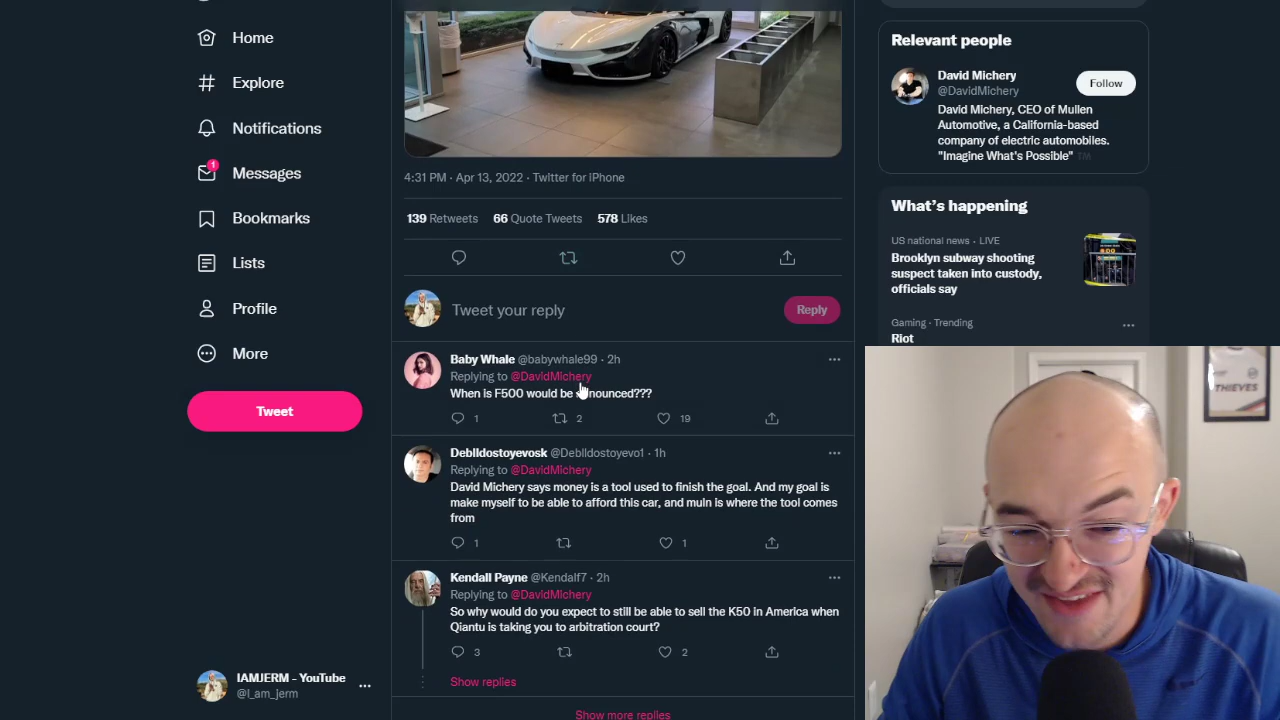 Home
Explore
Notifications
1
Messages
Bookmarks
Lists
Profile
More
Tweet
IAMJERM - YouTube
@I_am_jerm
4:31 PM · Apr 13, 2022 · Twitter for iPhone
139 Retweets 66 Quote Tweets 578 Likes
Tweet your reply
Reply
Baby Whale @babywhale99 · 2h
Replying to @DavidMichery
When is F500 would be announced???
1 2 19
Deblldostoyevosk @Deblldostoyevo1 · 1h
Replying to @DavidMichery
David Michery says money is a tool used to finish the goal. And my goal is
make myself to be able to afford this car, and muln is where the tool comes
from
1 1
Kendall Payne @Kendalf7 · 2h
Replying to @DavidMichery
So why would do you expect to still be able to sell the K50 in America when
Qiantu is taking you to arbitration court?
3 2
Show replies
Show more replies
Relevant people
David Michery
@DavidMichery
Follow
David Michery, CEO of Mullen
Automotive, a California-based
company of electric automobiles.
"Imagine What's Possible" TM
What's happening
US national news · LIVE
Brooklyn subway shooting
suspect taken into custody,
officials say
Gaming · Trending
Riot
THIEVES